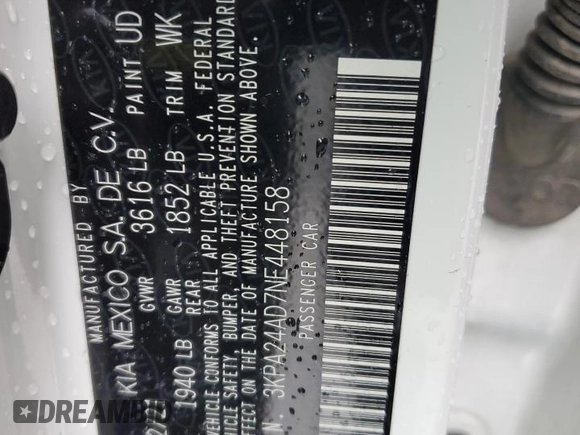 MANUFACTURED BY
KIA MEXICO S.A. DE C.V.
GVWR 3616 LB PAINT UD
1940 LB GAWR REAR 1852 LB TRIM WK
VEHICLE CONFORMS TO ALL APPLICABLE U.S.A. FEDERAL
VEHICLE SAFETY, BUMPER, AND THEFT PREVENTION STANDARD
EFFECT ON DATE OF MANUFACTURE SHOWN ABOVE.
3KPA24AD7NE448158
PASSENGER CAR
DREAMBID